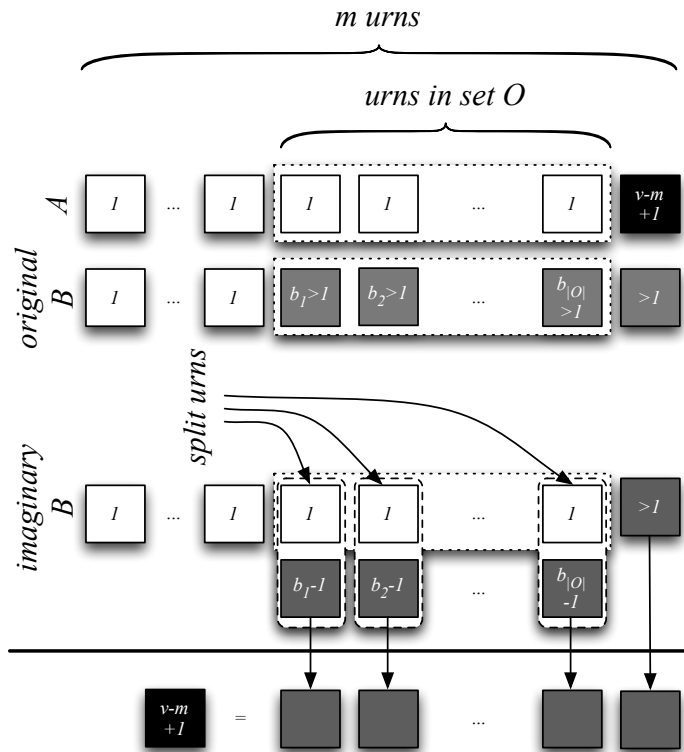 m urns
urns in set O
A
1 ... 1 1 1 ... 1 v-m
+1
original
B
1 ... 1 b₁>1 b₂>1 ... b|O|
>1 >1
split urns
imaginary
B
1 ... 1 1 1 ... 1 >1
b₁-1 b₂-1 ... b|O|
-1
v-m
+1 = ...